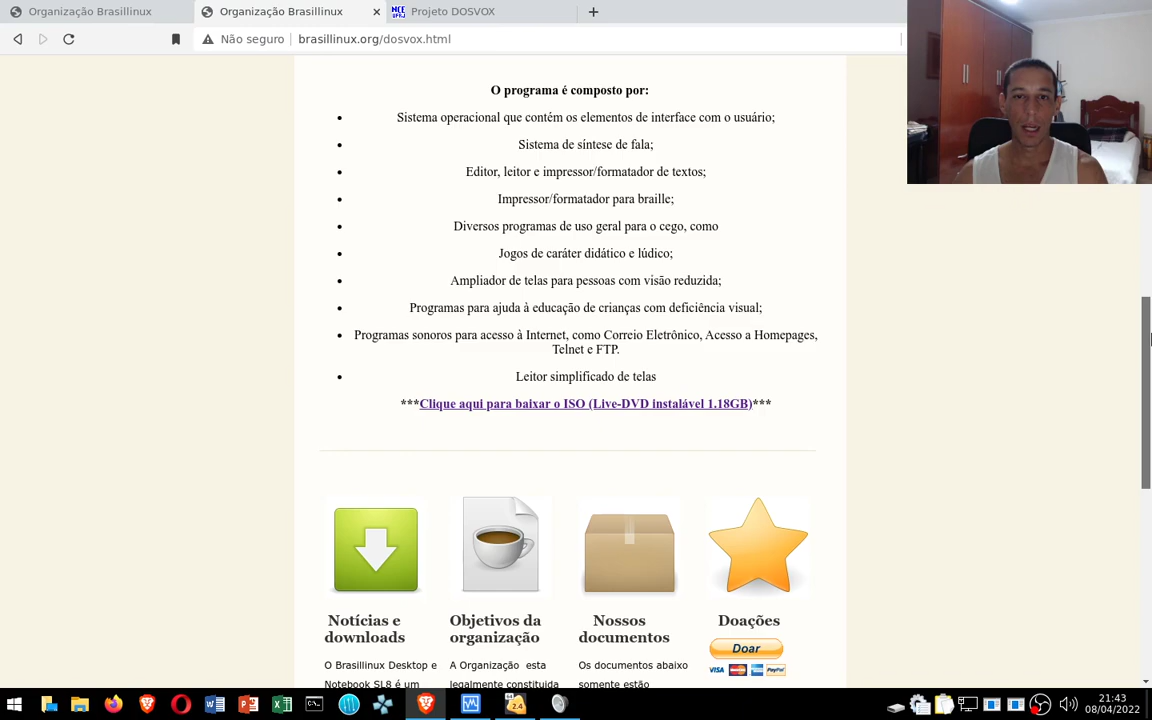 Organização Brasillinux
Organização Brasillinux
Projeto DOSVOX
Não seguro
brasillinux.org/dosvox.html
O programa é composto por:
Sistema operacional que contém os elementos de interface com o usuário;
Sistema de síntese de fala;
Editor, leitor e impressor/formatador de textos;
Impressor/formatador para braille;
Diversos programas de uso geral para o cego, como
Jogos de caráter didático e lúdico;
Ampliador de telas para pessoas com visão reduzida;
Programas para ajuda à educação de crianças com deficiência visual;
Programas sonoros para acesso à Internet, como Correio Eletrônico, Acesso a Homepages,
Telnet e FTP.
Leitor simplificado de telas
***Clique aqui para baixar o ISO (Live-DVD instalável 1.18GB)***
Notícias e
downloads
O Brasillinux Desktop e
Notebook SL8 é um
Objetivos da
organização
A Organização esta
legalmente constituida
Nossos
documentos
Os documentos abaixo
somente estão
Doações
Doar
VISA
PayPal
2.4
21:43
08/04/2022